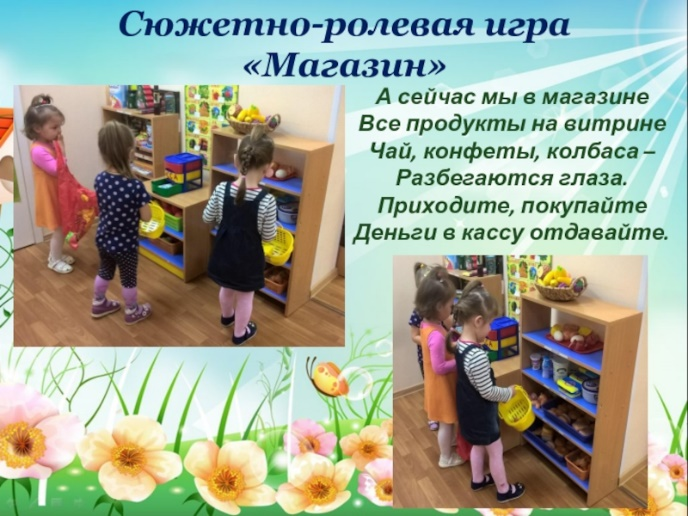 Сюжетно-ролевая игра
«Магазин»
А сейчас мы в магазине
Все продукты на витрине
Чай, конфеты, колбаса –
Разбегаются глаза.
Приходите, покупайте
Деньги в кассу отдавайте.